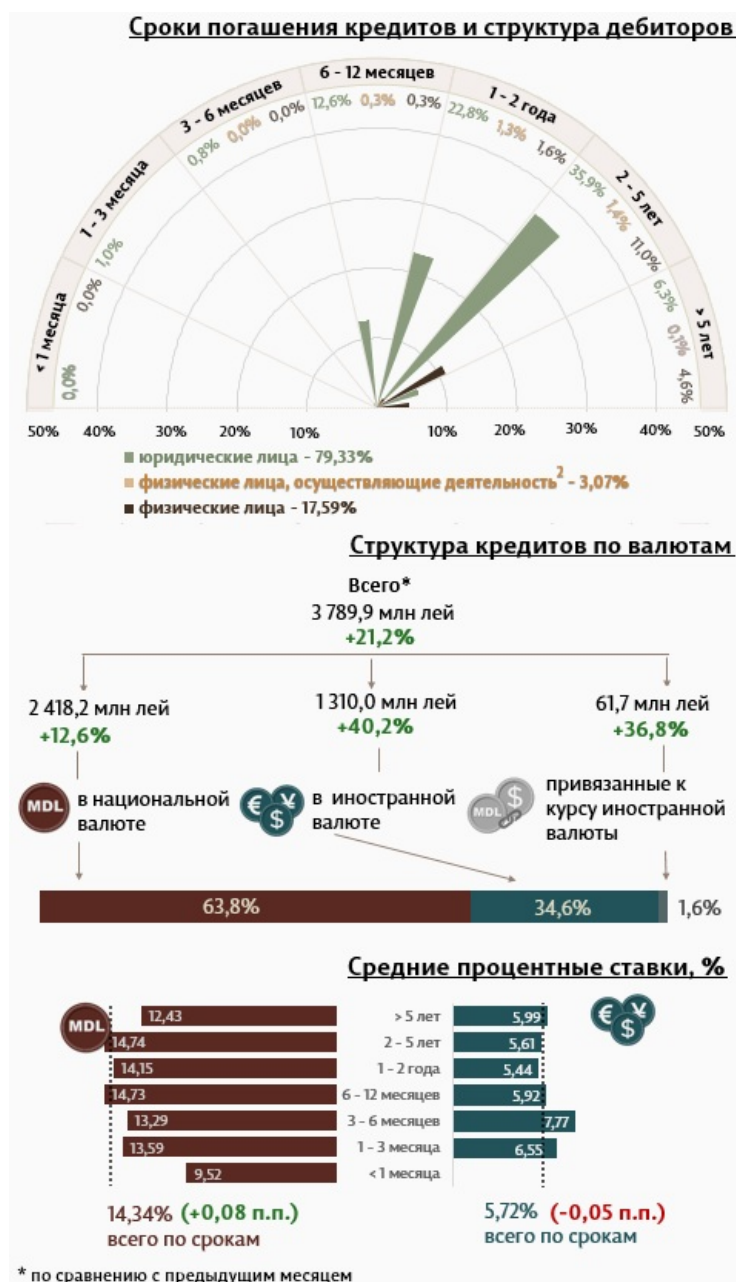 Сроки погашения кредитов и структура дебиторов
< 1 месяца
1 - 3 месяца
3 - 6 месяцев
6 - 12 месяцев
1 - 2 года
2 - 5 лет
> 5 лет
0,0%
0,0%
1,0%
0,8%
0,0%
0,0%
12,6%
0,3%
0,3%
22,8%
1,3%
1,6%
35,9%
1,4%
11,0%
6,3%
0,1%
4,6%
50% 40% 30% 20% 10% 10% 20% 30% 40% 50%
юридические лица - 79,33%
физические лица, осуществляющие деятельность2 - 3,07%
физические лица - 17,59%
Структура кредитов по валютам
Всего*
3 789,9 млн лей
+21,2%
2 418,2 млн лей
+12,6%
1 310,0 млн лей
+40,2%
61,7 млн лей
+36,8%
MDL
в национальной
валюте
€ ¥ $
в иностранной
валюте
MDL $
привязанные к
курсу иностранной
валюты
63,8% 34,6% 1,6%
Средние процентные ставки, %
MDL
€ ¥ $
12,43 > 5 лет 5,99
14,74 2 - 5 лет 5,61
14,15 1 - 2 года 5,44
14,73 6 - 12 месяцев 5,92
13,29 3 - 6 месяцев 7,77
13,59 1 - 3 месяца 6,55
9,52 < 1 месяца
14,34% (+0,08 п.п.)
всего по срокам
5,72% (-0,05 п.п.)
всего по срокам
* по сравнению с предыдущим месяцем